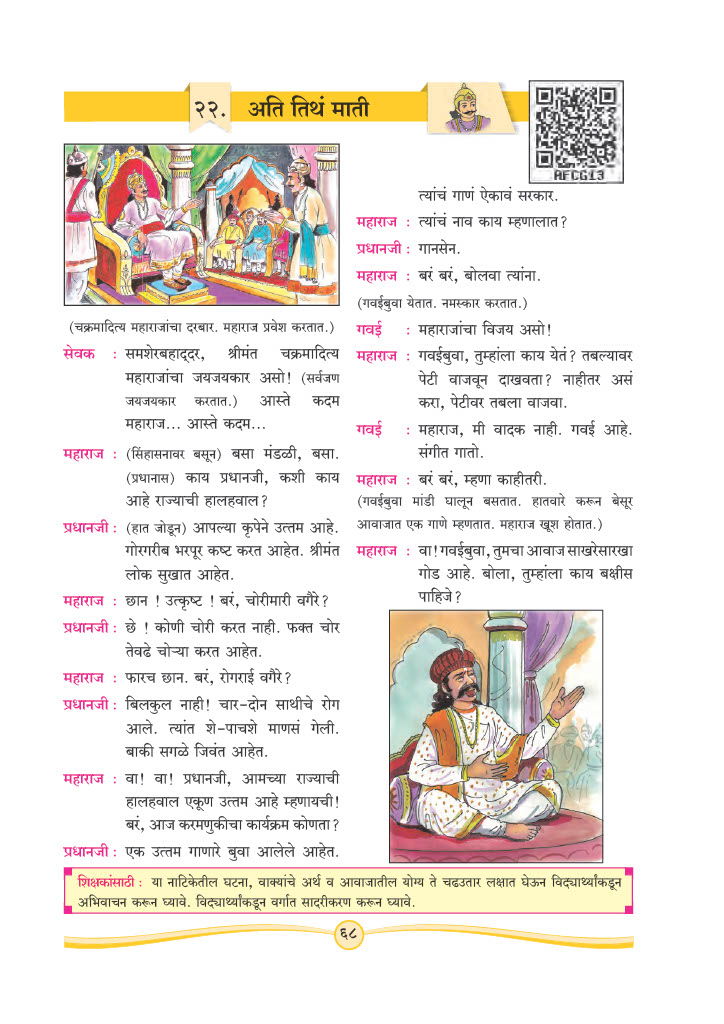 २२. अति तिथं माती
AFCG13
(चक्रमादित्य महाराजांचा दरबार. महाराज प्रवेश करतात.)
सेवक : समशेरबहाद्दर, श्रीमंत चक्रमादित्य
महाराजांचा जयजयकार असो! (सर्वजण
जयजयकार करतात.) आस्ते कदम
महाराज... आस्ते कदम...
महाराज : (सिंहासनावर बसून) बसा मंडळी, बसा.
(प्रधानास) काय प्रधानजी, कशी काय
आहे राज्याची हालहवाल?
प्रधानजी : (हात जोडून) आपल्या कृपेने उत्तम आहे.
गोरगरीब भरपूर कष्ट करत आहेत. श्रीमंत
लोक सुखात आहेत.
महाराज : छान ! उत्कृष्ट ! बरं, चोरीमारी वगैरे?
प्रधानजी : छे ! कोणी चोरी करत नाही. फक्त चोर
तेवढे चोऱ्या करत आहेत.
महाराज : फारच छान. बरं, रोगराई वगैरे?
प्रधानजी : बिलकुल नाही! चार-दोन साथीचे रोग
आले. त्यांत शे-पाचशे माणसं गेली.
बाकी सगळे जिवंत आहेत.
महाराज : वा! वा! प्रधानजी, आमच्या राज्याची
हालहवाल एकूण उत्तम आहे म्हणायची!
बरं, आज करमणुकीचा कार्यक्रम कोणता?
प्रधानजी : एक उत्तम गाणारे बुवा आलेले आहेत.
त्यांचं गाणं ऐकावं सरकार.
महाराज : त्यांचं नाव काय म्हणालात?
प्रधानजी : गानसेन.
महाराज : बरं बरं, बोलवा त्यांना.
(गवईबुवा येतात. नमस्कार करतात.)
गवई : महाराजांचा विजय असो!
महाराज : गवईबुवा, तुम्हांला काय येतं? तबल्यावर
पेटी वाजवून दाखवता? नाहीतर असं
करा, पेटीवर तबला वाजवा.
गवई : महाराज, मी वादक नाही. गवई आहे.
संगीत गातो.
महाराज : बरं बरं, म्हणा काहीतरी.
(गवईबुवा मांडी घालून बसतात. हातवारे करून बेसूर
आवाजात एक गाणे म्हणतात. महाराज खूश होतात.)
महाराज : वा! गवईबुवा, तुमचा आवाज साखरेसारखा
गोड आहे. बोला, तुम्हांला काय बक्षीस
पाहिजे?
शिक्षकांसाठी : या नाटिकेतील घटना, वाक्यांचे अर्थ व आवाजातील योग्य ते चढउतार लक्षात घेऊन विद्यार्थ्यांकडून
अभिवाचन करून घ्यावे. विद्यार्थ्यांकडून वर्गात सादरीकरण करून घ्यावे.
६८